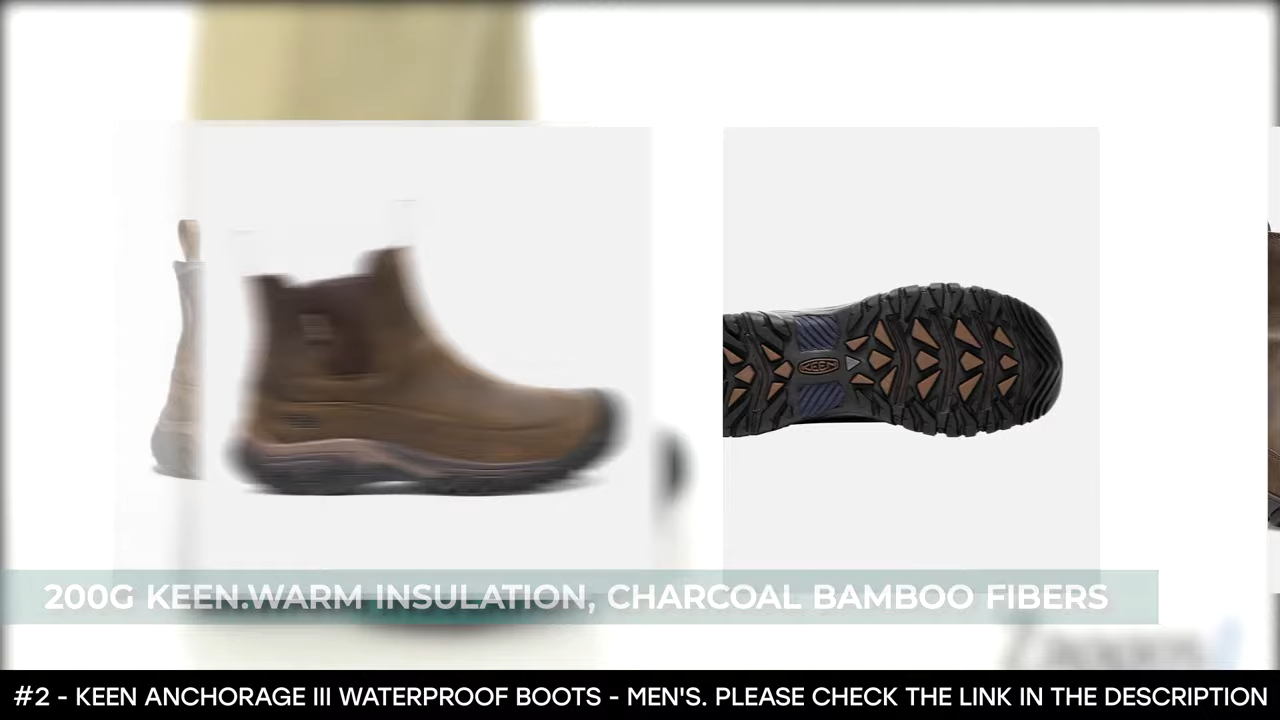 KEEN
200G KEEN.WARM INSULATION, CHARCOAL BAMBOO FIBERS
#2 - KEEN ANCHORAGE III WATERPROOF BOOTS - MEN'S. PLEASE CHECK THE LINK IN THE DESCRIPTION